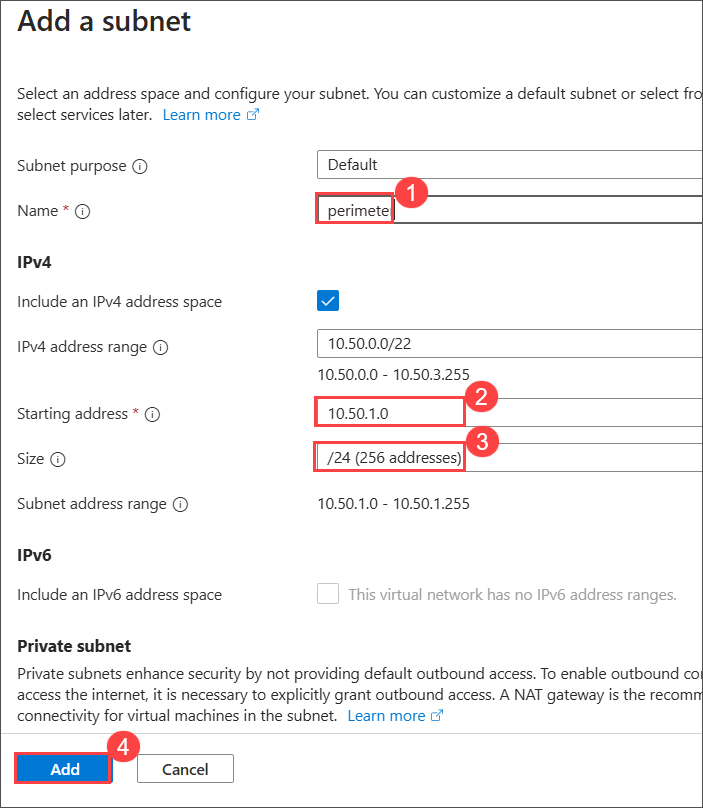 Add a subnet
Select an address space and configure your subnet. You can customize a default subnet or select
select services later. Learn more
Subnet purpose
Default
1
Name *
perimeter
IPv4
Include an IPv4 address space
IPv4 address range
10.50.0.0/22
10.50.0.0 - 10.50.3.255
2
Starting address *
10.50.1.0
3
Size
/24 (256 addresses)
Subnet address range
10.50.1.0 - 10.50.1.255
IPv6
Include an IPv6 address space
This virtual network has no IPv6 address ranges.
Private subnet
Private subnets enhance security by not providing default outbound access. To enable outbound
access the internet, it is necessary to explicitly grant outbound access. A NAT gateway is the
connectivity for virtual machines in the subnet. Learn more
4
Add
Cancel